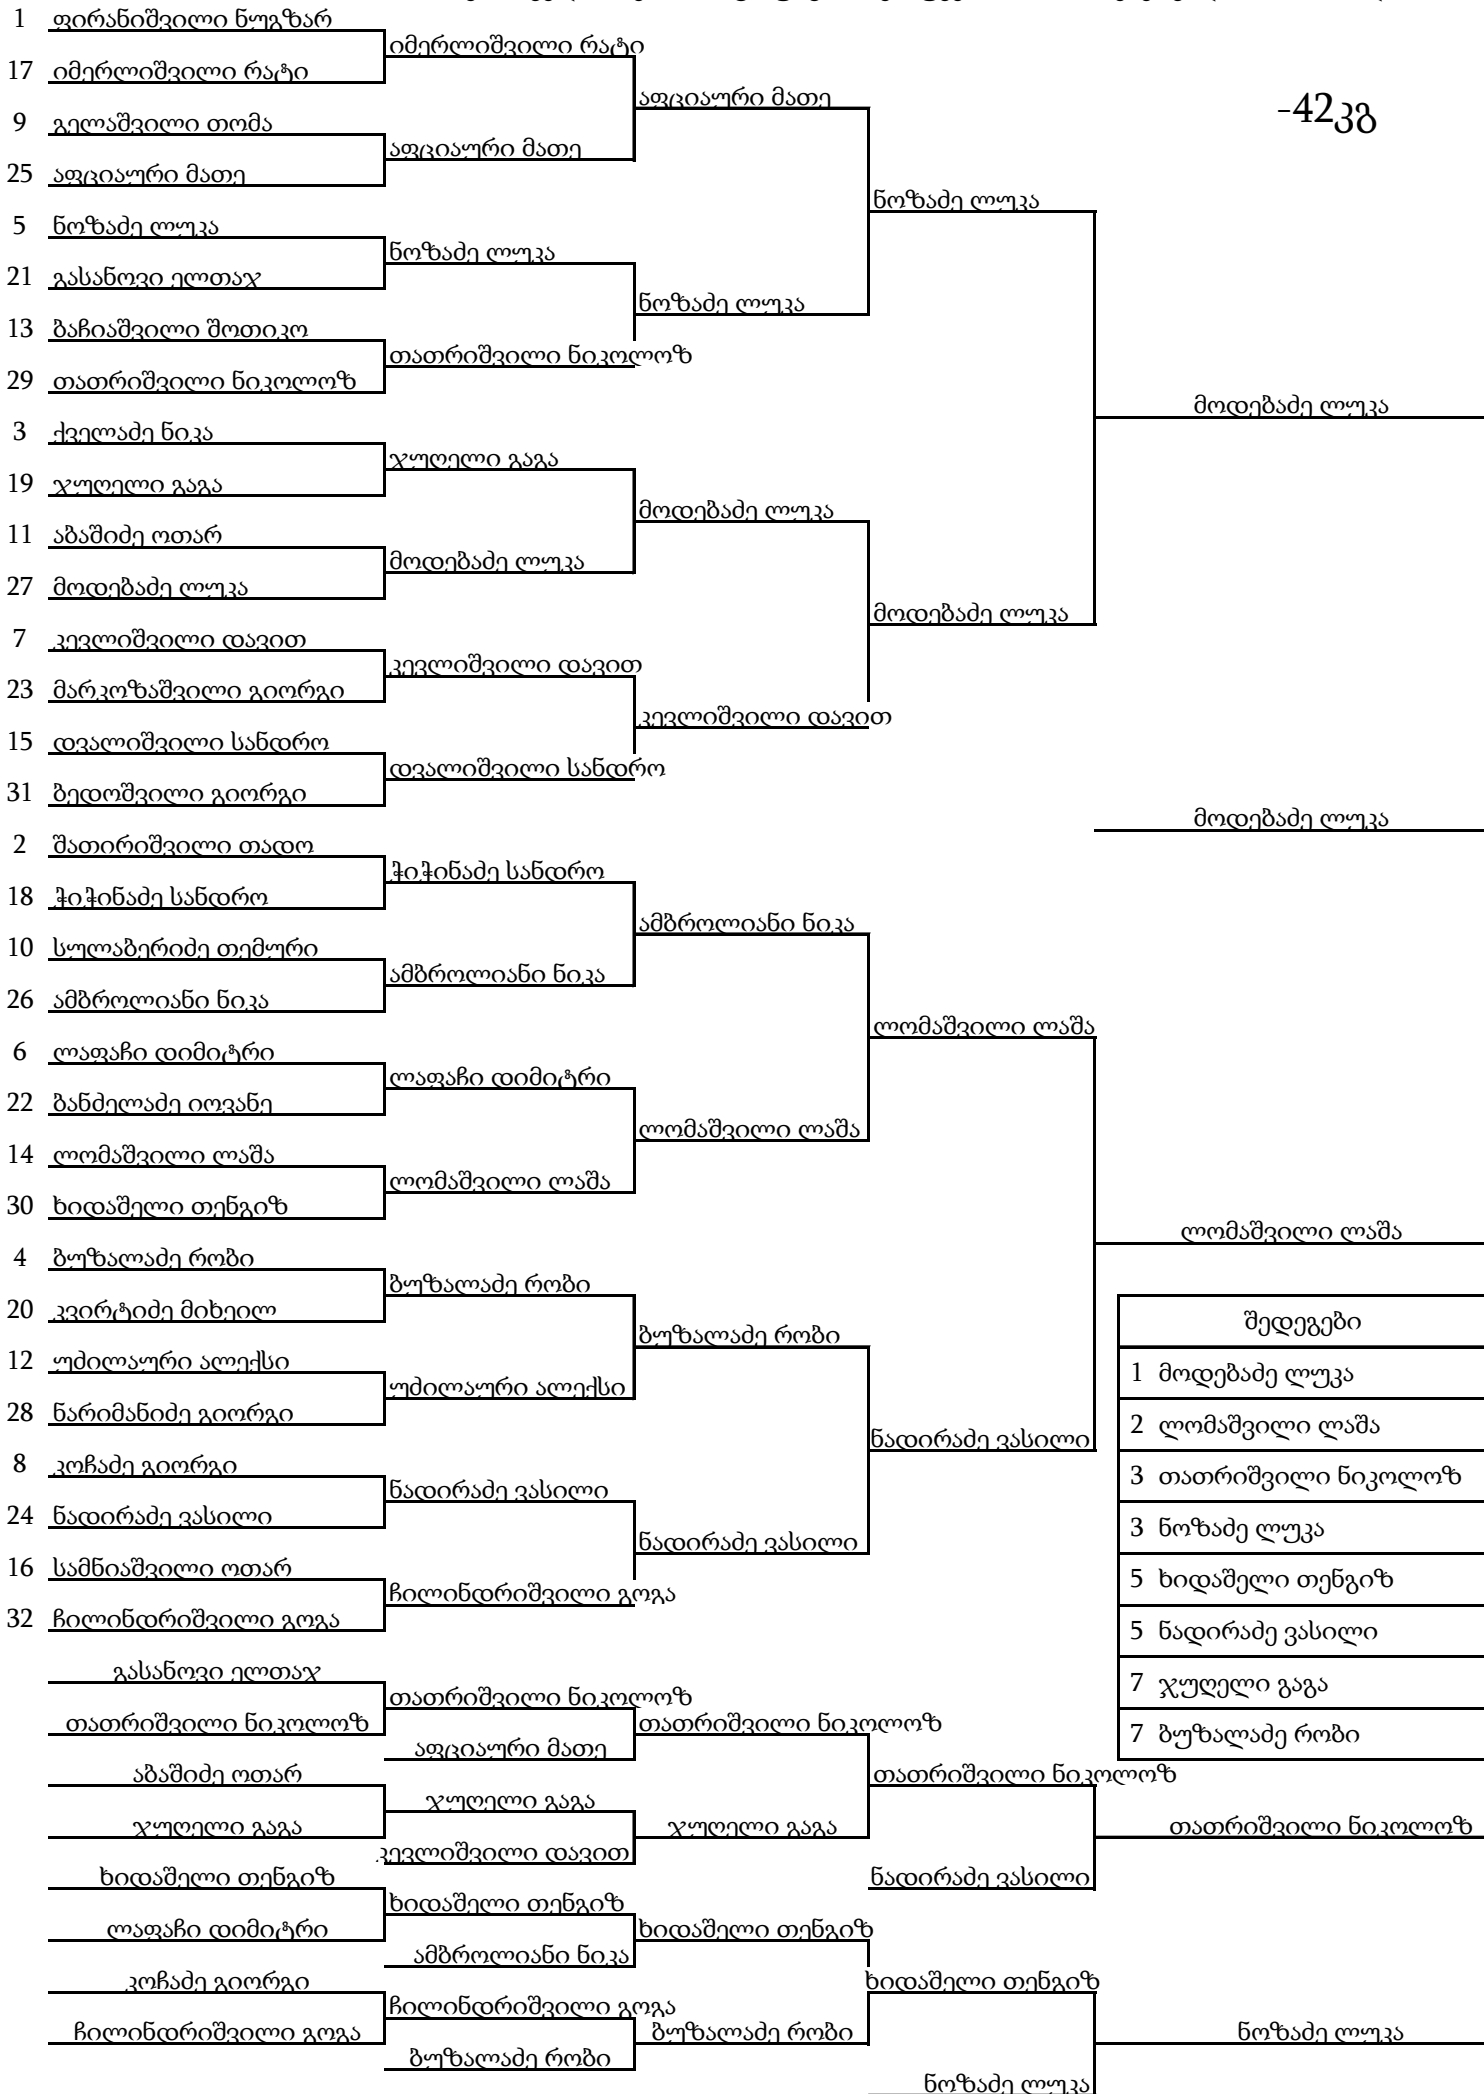 1 ფირანიშვილი ნუგზარ
იმერლიშვილი რატი
17 იმერლიშვილი რატი
აფციაური მათე
-42კგ
9 გელაშვილი თომა
აფციაური მათე
25 აფციაური მათე
ნოზაძე ლუკა
5 ნოზაძე ლუკა
ნოზაძე ლუკა
21 გასანოვი ელთაჯ
ნოზაძე ლუკა
13 ბაჩიაშვილი შოთიკო
თათრიშვილი ნიკოლოზ
29 თათრიშვილი ნიკოლოზ
მოდებაძე ლუკა
3 ქველაძე ნიკა
ჯუღელი გაგა
19 ჯუღელი გაგა
მოდებაძე ლუკა
11 აბაშიძე ოთარ
მოდებაძე ლუკა
27 მოდებაძე ლუკა
მოდებაძე ლუკა
7 კევლიშვილი დავით
კევლიშვილი დავით
23 მარკოზაშვილი გიორგი
კევლიშვილი დავით
15 დვალიშვილი სანდრო
დვალიშვილი სანდრო
31 ბედოშვილი გიორგი
მოდებაძე ლუკა
2 შათირიშვილი თადო
ჭიჭინაძე სანდრო
18 ჭიჭინაძე სანდრო
ამბროლიანი ნიკა
10 სულაბერიძე თემური
ამბროლიანი ნიკა
26 ამბროლიანი ნიკა
ლომაშვილი ლაშა
6 ლაფაჩი დიმიტრი
ლაფაჩი დიმიტრი
22 ბანძელაძე იოვანე
ლომაშვილი ლაშა
14 ლომაშვილი ლაშა
ლომაშვილი ლაშა
30 ხიდაშელი თენგიზ
ლომაშვილი ლაშა
4 ბუზალაძე რობი
ბუზალაძე რობი
20 კვირტიძე მიხეილ
ბუზალაძე რობი
12 უძილაური ალექსი
უძილაური ალექსი
28 ნარიმანიძე გიორგი
ნადირაძე ვასილი
8 კოჩაძე გიორგი
ნადირაძე ვასილი
24 ნადირაძე ვასილი
ნადირაძე ვასილი
16 სამნიაშვილი ოთარ
ჩილინდრიშვილი გოგა
32 ჩილინდრიშვილი გოგა
შედეგები
1 მოდებაძე ლუკა
2 ლომაშვილი ლაშა
3 თათრიშვილი ნიკოლოზ
3 ნოზაძე ლუკა
5 ხიდაშელი თენგიზ
5 ნადირაძე ვასილი
7 ჯუღელი გაგა
7 ბუზალაძე რობი
გასანოვი ელთაჯ
თათრიშვილი ნიკოლოზ
თათრიშვილი ნიკოლოზ
თათრიშვილი ნიკოლოზ
აფციაური მათე
აბაშიძე ოთარ
თათრიშვილი ნიკოლოზ
ჯუღელი გაგა
ჯუღელი გაგა
ჯუღელი გაგა
თათრიშვილი ნიკოლოზ
კევლიშვილი დავით
ხიდაშელი თენგიზ
ნადირაძე ვასილი
ხიდაშელი თენგიზ
ლაფაჩი დიმიტრი
ხიდაშელი თენგიზ
ამბროლიანი ნიკა
კოჩაძე გიორგი
ხიდაშელი თენგიზ
ჩილინდრიშვილი გოგა
ჩილინდრიშვილი გოგა
ბუზალაძე რობი
ნოზაძე ლუკა
ბუზალაძე რობი
ნოზაძე ლუკა